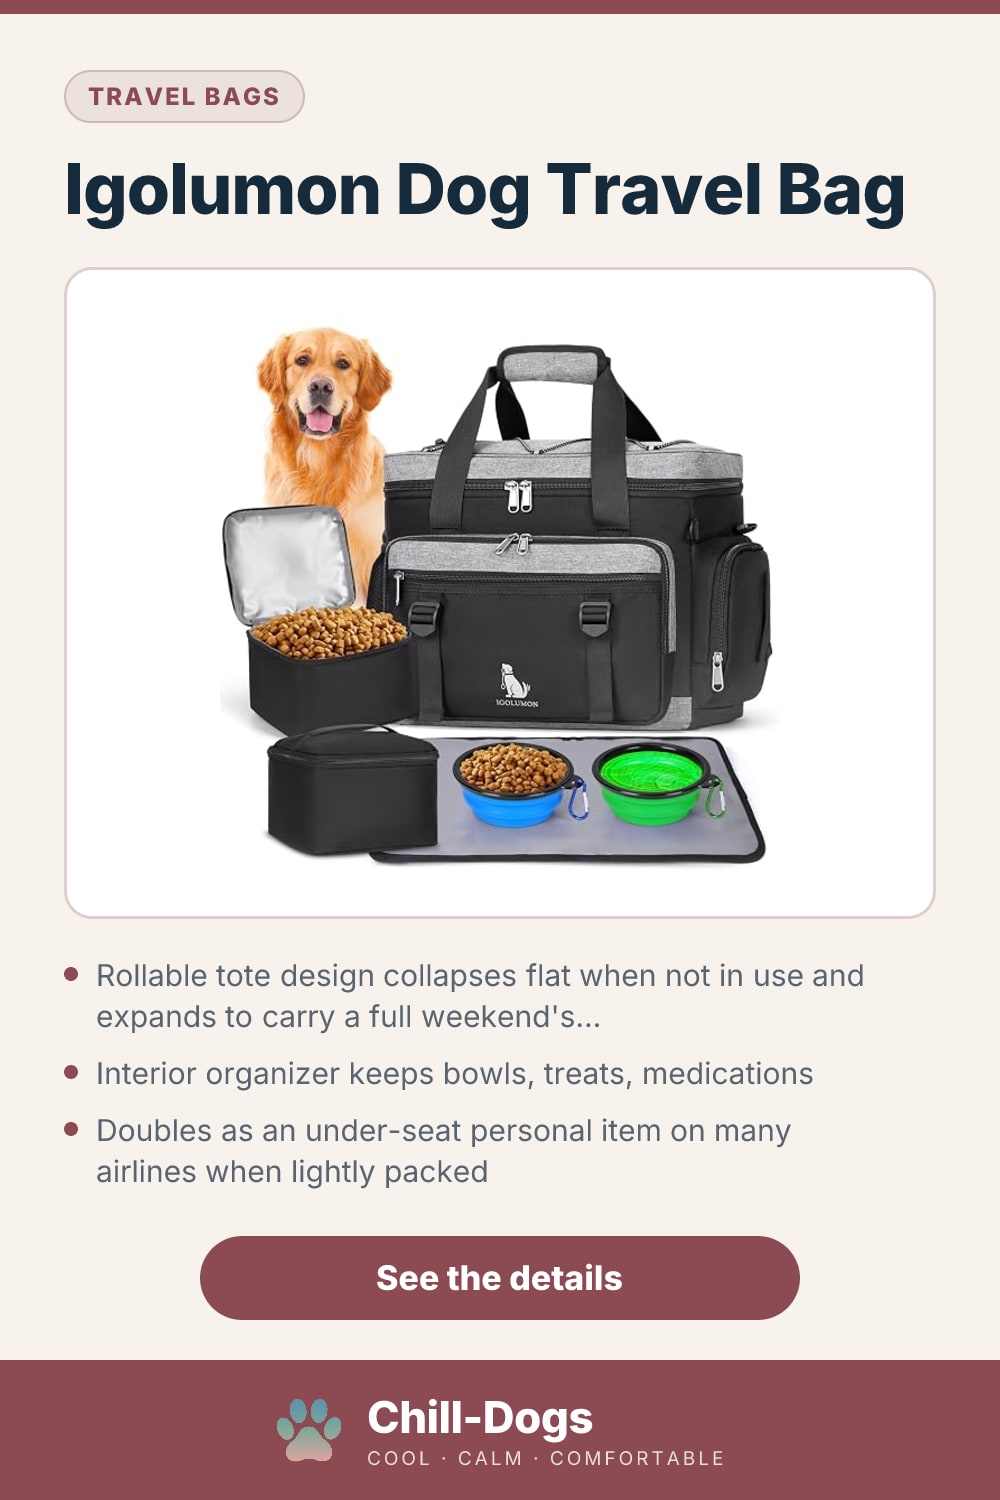 TRAVEL BAGS
Igolumon Dog Travel Bag
IGOLUMON
Rollable tote design collapses flat when not in use and
expands to carry a full weekend's...
Interior organizer keeps bowls, treats, medications
Doubles as an under-seat personal item on many
airlines when lightly packed
See the details
Chill-Dogs
COOL · CALM · COMFORTABLE